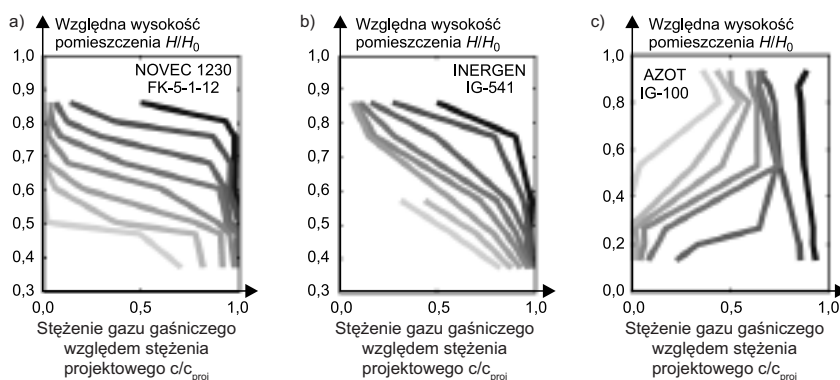 a)
Względna wysokość
pomieszczenia H/H0
1,0
0,9
0,8
0,7
0,6
0,5
0,4
0,3
NOVEC 1230
FK-5-1-12
0,0
0,5
1,0
Stężenie gazu gaśniczego
względem stężenia
projektowego c/cproj
b)
Względna wysokość
pomieszczenia H/H0
1,0
0,9
0,8
0,7
0,6
0,5
0,4
0,3
INERGEN
IG-541
0,0
0,5
1,0
Stężenie gazu gaśniczego
względem stężenia
projektowego c/cproj
c)
Względna wysokość
pomieszczenia H/H0
1,0
0,8
0,6
0,4
0,2
0,0
AZOT
IG-100
0,0
0,5
1,0
Stężenie gazu gaśniczego
względem stężenia
projektowego c/cproj